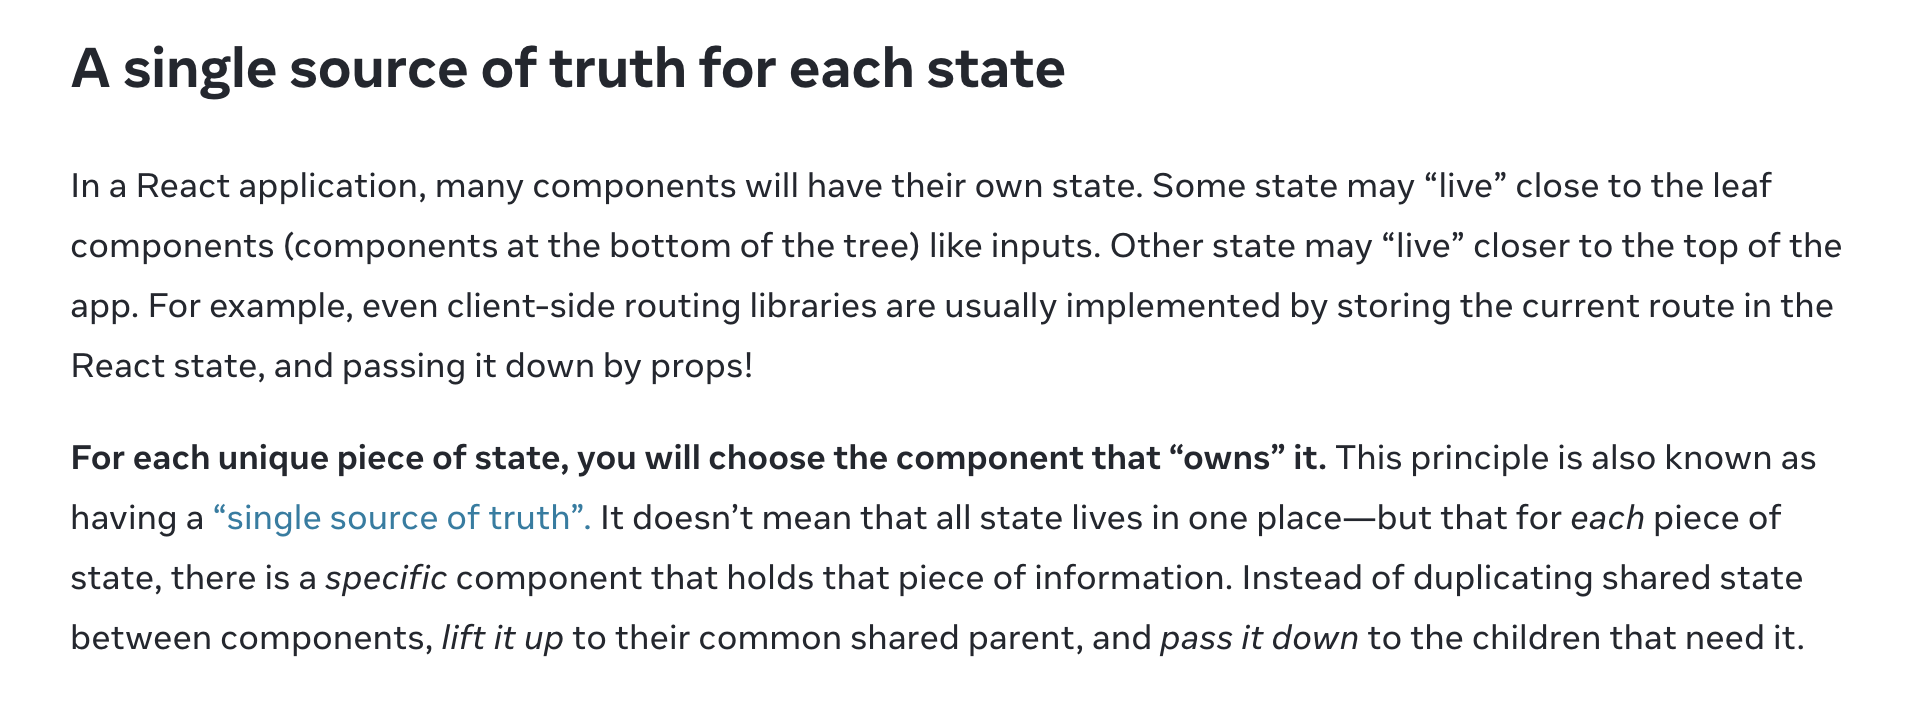 A single source of truth for each state
In a React application, many components will have their own state. Some state may “live” close to the leaf
components (components at the bottom of the tree) like inputs. Other state may “live” closer to the top of the
app. For example, even client-side routing libraries are usually implemented by storing the current route in the
React state, and passing it down by props!
For each unique piece of state, you will choose the component that “owns” it. This principle is also known as
having a “single source of truth”. It doesn’t mean that all state lives in one place—but that for each piece of
state, there is a specific component that holds that piece of information. Instead of duplicating shared state
between components, lift it up to their common shared parent, and pass it down to the children that need it.